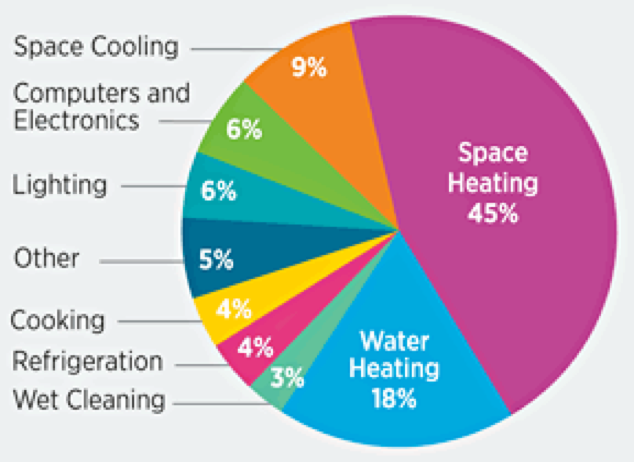 Space Cooling
9%
Computers and
Electronics
6%
Lighting
6%
Other
5%
Cooking
4%
Refrigeration
4%
Wet Cleaning
3%
Space
Heating
45%
Water
Heating
18%